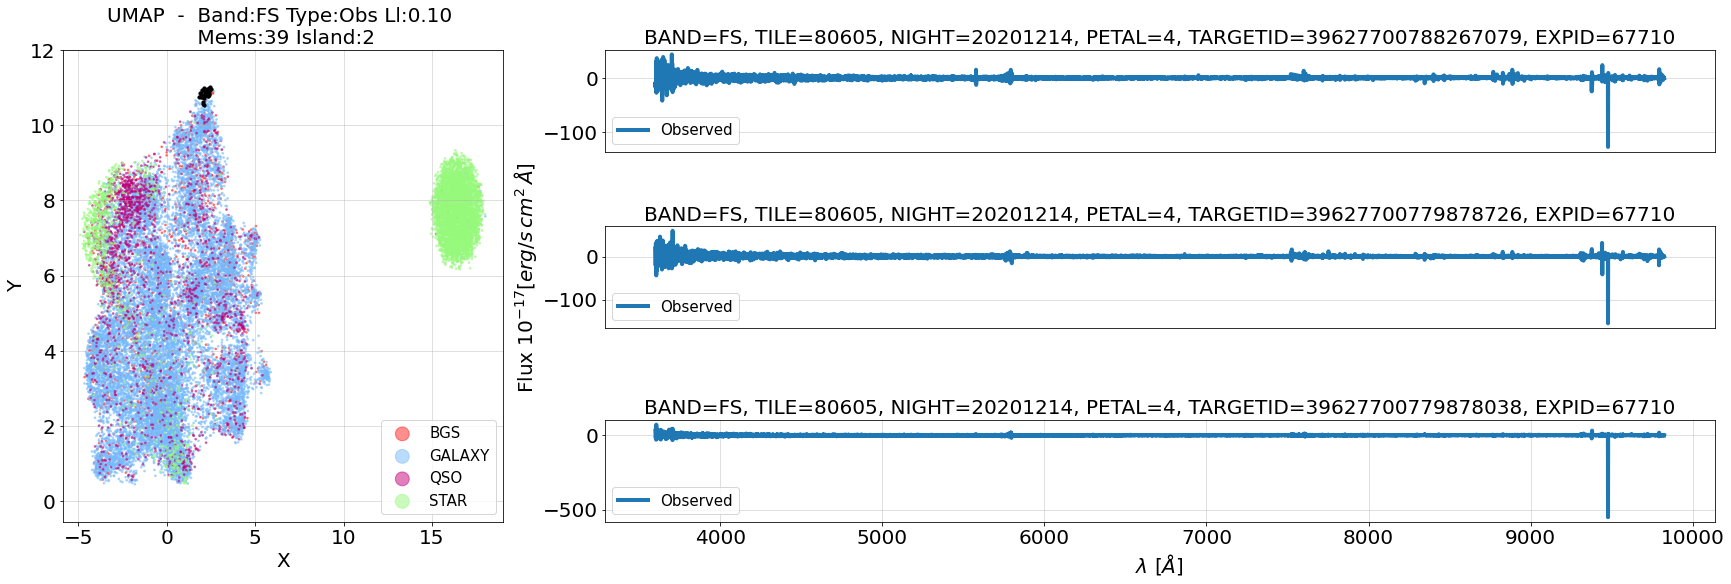 UMAP - Band:FS Type:Obs Ll:0.10
Mems:39 Island:2
12
10
8
6
4
2
0
Y
−5
0
5
10
15
X
BGS
GALAXY
QSO
STAR
Flux 10^{-17}[erg/s cm^2 Å]
BAND=FS, TILE=80605, NIGHT=20201214, PETAL=4, TARGETID=39627700788267079, EXPID=67710
0
−100
Observed
BAND=FS, TILE=80605, NIGHT=20201214, PETAL=4, TARGETID=39627700779878726, EXPID=67710
0
−100
Observed
BAND=FS, TILE=80605, NIGHT=20201214, PETAL=4, TARGETID=39627700779878038, EXPID=67710
0
−500
Observed
4000
5000
6000
7000
8000
9000
10000
λ [Å]